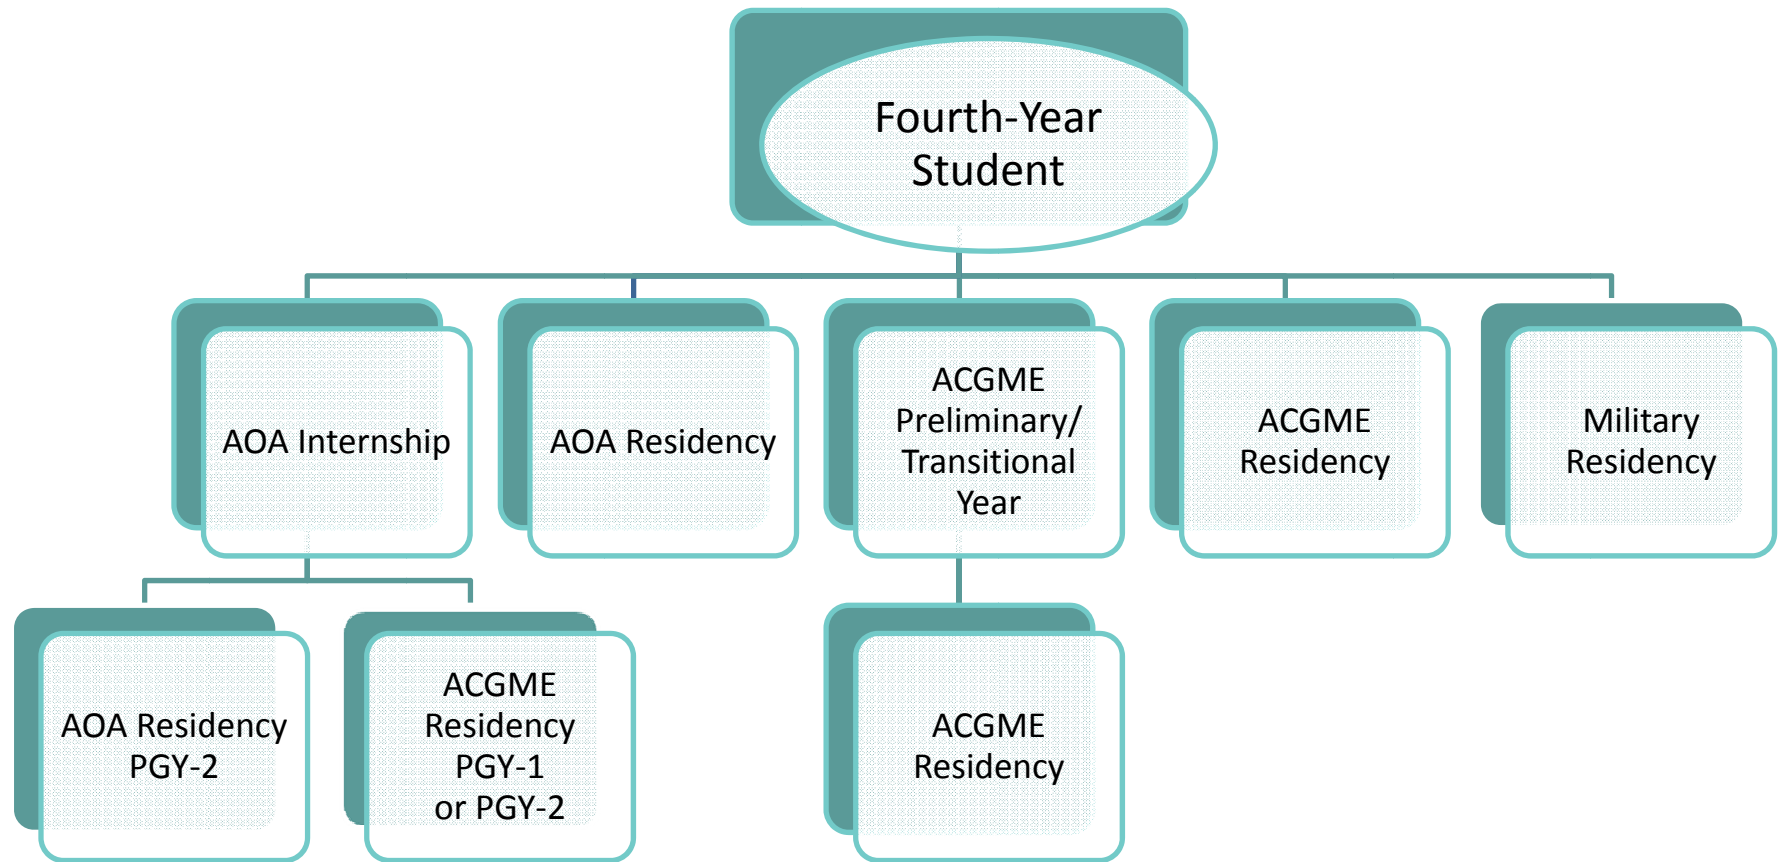 Fourth-Year
Student
AOA Internship
AOA Residency
ACGME
Preliminary/
Transitional
Year
ACGME
Residency
Military
Residency
AOA Residency
PGY-2
ACGME
Residency
PGY-1
or PGY-2
ACGME
Residency